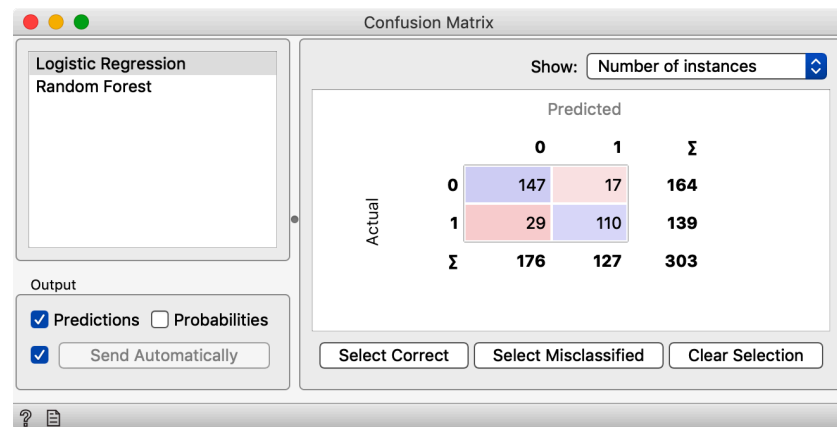 Confusion Matrix
Logistic Regression
Random Forest
Output
Predictions Probabilities
Send Automatically
Show: Number of instances
Predicted
0 1 Σ
Actual
0 147 17 164
1 29 110 139
Σ 176 127 303
Select Correct Select Misclassified Clear Selection
?